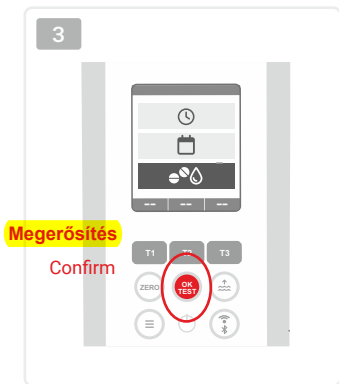 3
-- -- --
Megerősítés
Confirm
T1 T2 T3
ZERO OK
TEST